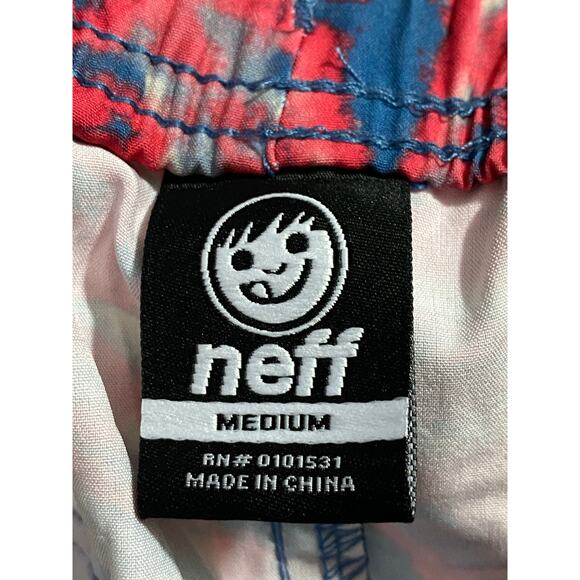 neff
MEDIUM
RN# 0101531
MADE IN CHINA